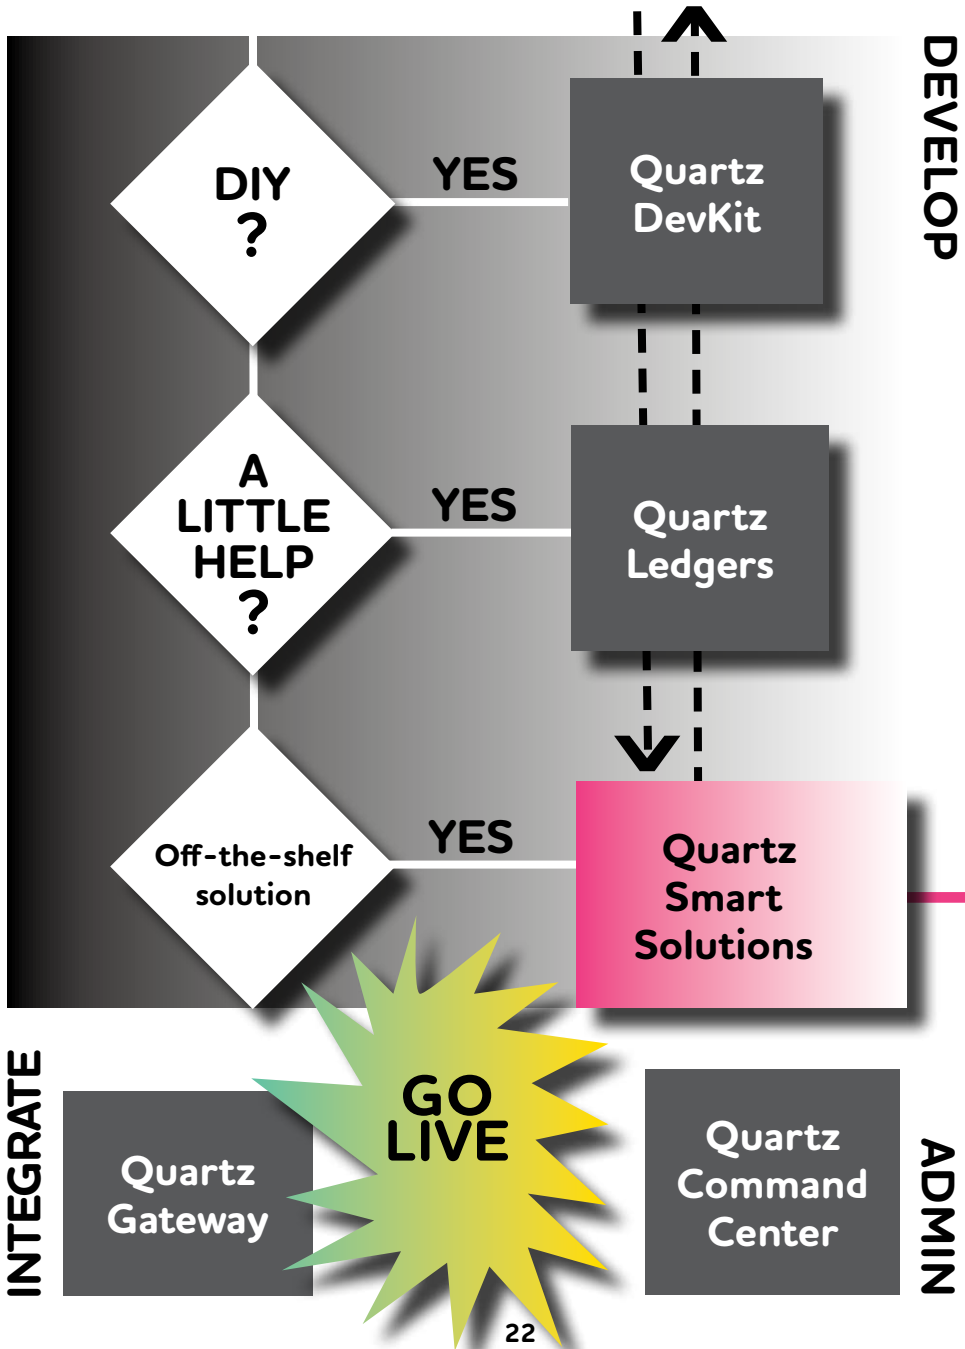 DEVELOP
DIY
?
YES
Quartz
DevKit
A
LITTLE
HELP
?
YES
Quartz
Ledgers
Off-the-shelf
solution
YES
Quartz
Smart
Solutions
INTEGRATE
Quartz
Gateway
GO
LIVE
Quartz
Command
Center
ADMIN
22